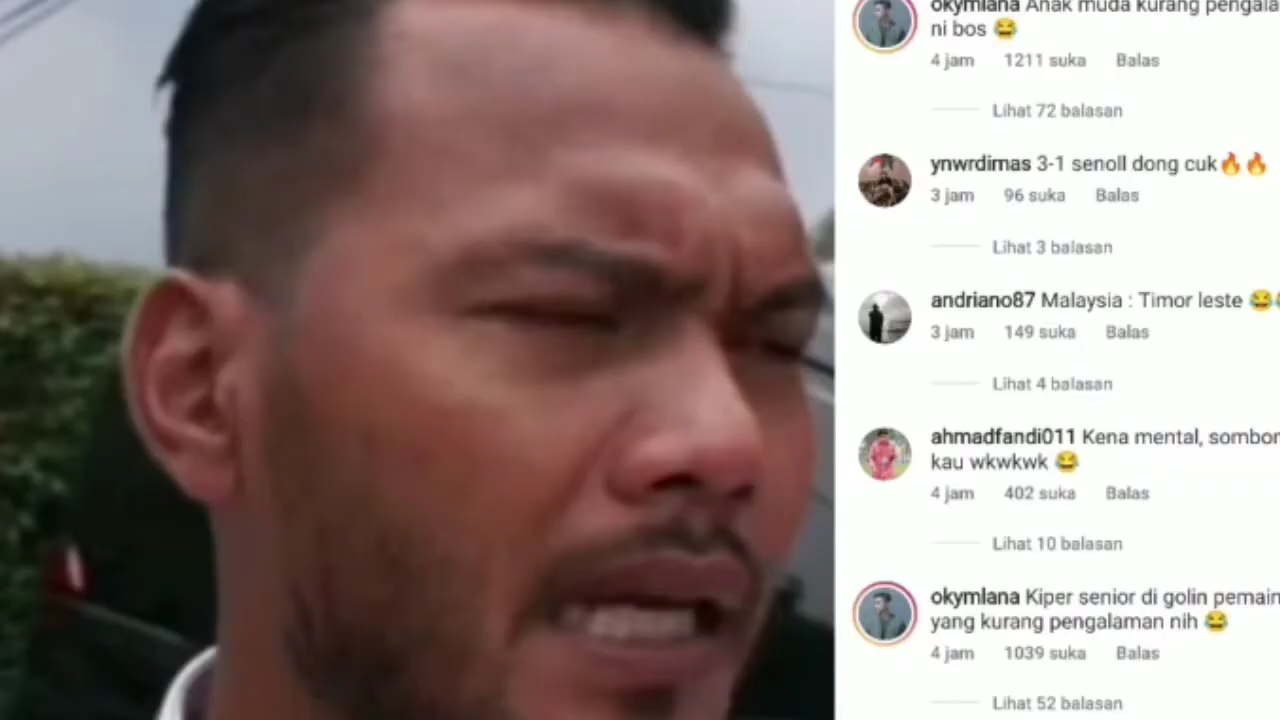 okymlana Anak muda kurang
ni bos 😂
4 jam 1211 suka Balas
Lihat 72 balasan
ynwrdimas 3-1 senoll dong cuk🔥🔥
3 jam 96 suka Balas
Lihat 3 balasan
andriano87 Malaysia : Timor leste 😂
3 jam 149 suka Balas
Lihat 4 balasan
ahmadfandi011 Kena mental,
kau wkwkwk 😂
4 jam 402 suka Balas
Lihat 10 balasan
okymlana Kiper senior di golin pemain
yang kurang pengalaman nih 😂
4 jam 1039 suka Balas
Lihat 52 balasan